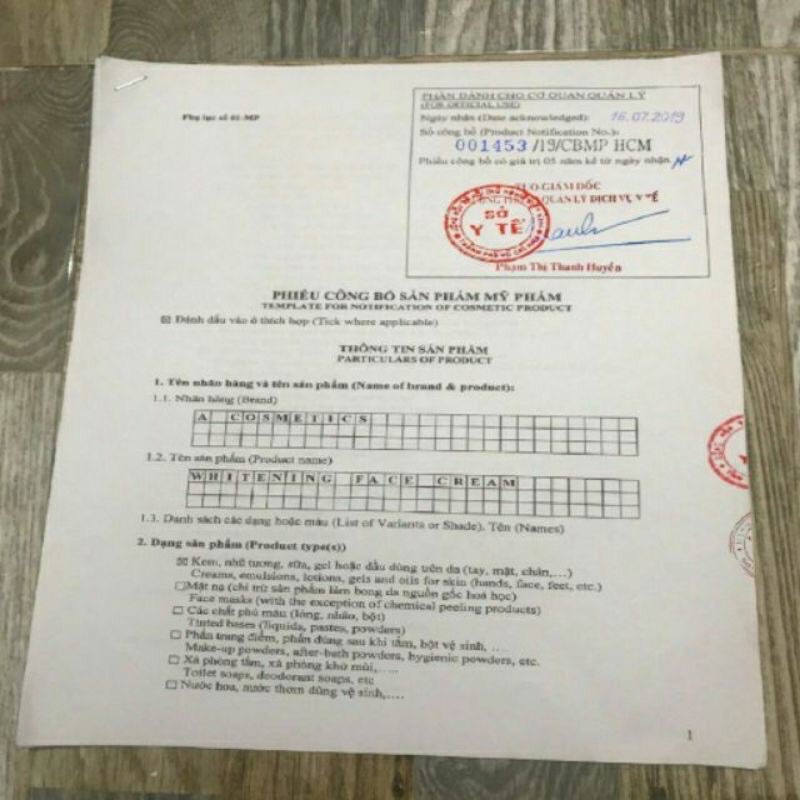 Phụ lục số 01-MP
PHẦN DÀNH CHO CƠ QUAN QUẢN LÝ
(FOR OFFICIAL USE)
Ngày nhận (Date acknowledged): 16.07.2019
Số công bố (Product Notification No.):
001453/19/CBMP HCM
Phiếu công bố có giá trị 05 năm kể từ ngày nhận
GIÁM ĐỐC
QUẢN LÝ DỊCH VỤ Y TẾ
SỞ
Y TẾ
Phạm Thị Thanh Huyền
PHIẾU CÔNG BỐ SẢN PHẨM MỸ PHẨM
TEMPLATE FOR NOTIFICATION OF COSMETIC PRODUCT
☒ Đánh dấu vào ô thích hợp (Tick where applicable)
THÔNG TIN SẢN PHẨM
PARTICULARS OF PRODUCT
1. Tên nhãn hàng và tên sản phẩm (Name of brand & product):
1.1. Nhãn hàng (Brand)
A COSMETICS
1.2. Tên sản phẩm (Product name)
WHITENING FACE CREAM
1.3. Danh sách các dạng hoặc màu (List of Variants or Shade). Tên (Names)
2. Dạng sản phẩm (Product type(s))
☒ Kem, nhũ tương, sữa, gel hoặc dầu dùng trên da (tay, mặt, chân,...)
Creams, emulsions, lotions, gels and oils for skin (hands, face, feet, etc.)
☐ Mặt nạ (chỉ trừ sản phẩm làm bong da nguồn gốc hoá học)
Face masks (with the exception of chemical peeling products)
☐ Các chất phủ màu (lỏng, nhão, bột)
Tinted bases (liquids, pastes, powders)
☐ Phấn trang điểm, phấn dùng sau khi tắm, bột vệ sinh, ....
Make-up powders, after-bath powders, hygienic powders, etc.
☐ Xà phòng tắm, xà phòng khử mùi,.....
Toilet soaps, deodorant soaps, etc
☐ Nước hoa, nước thơm dùng vệ sinh,....
1